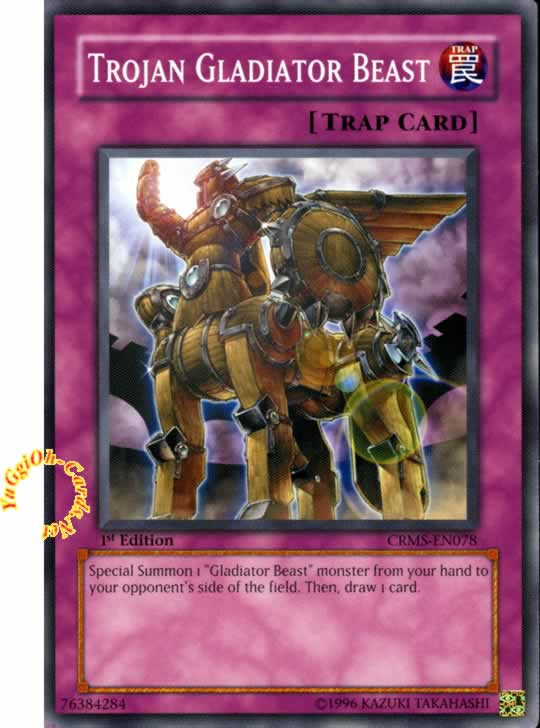 TROJAN GLADIATOR BEAST
TRAP
罠
[TRAP CARD]
YuGgiOh-Cards.Net
1st Edition
CRMS-EN078
Special Summon 1 "Gladiator Beast" monster from your hand to
your opponent's side of the field. Then, draw 1 card.
76384284
©1996 KAZUKI TAKAHASHI